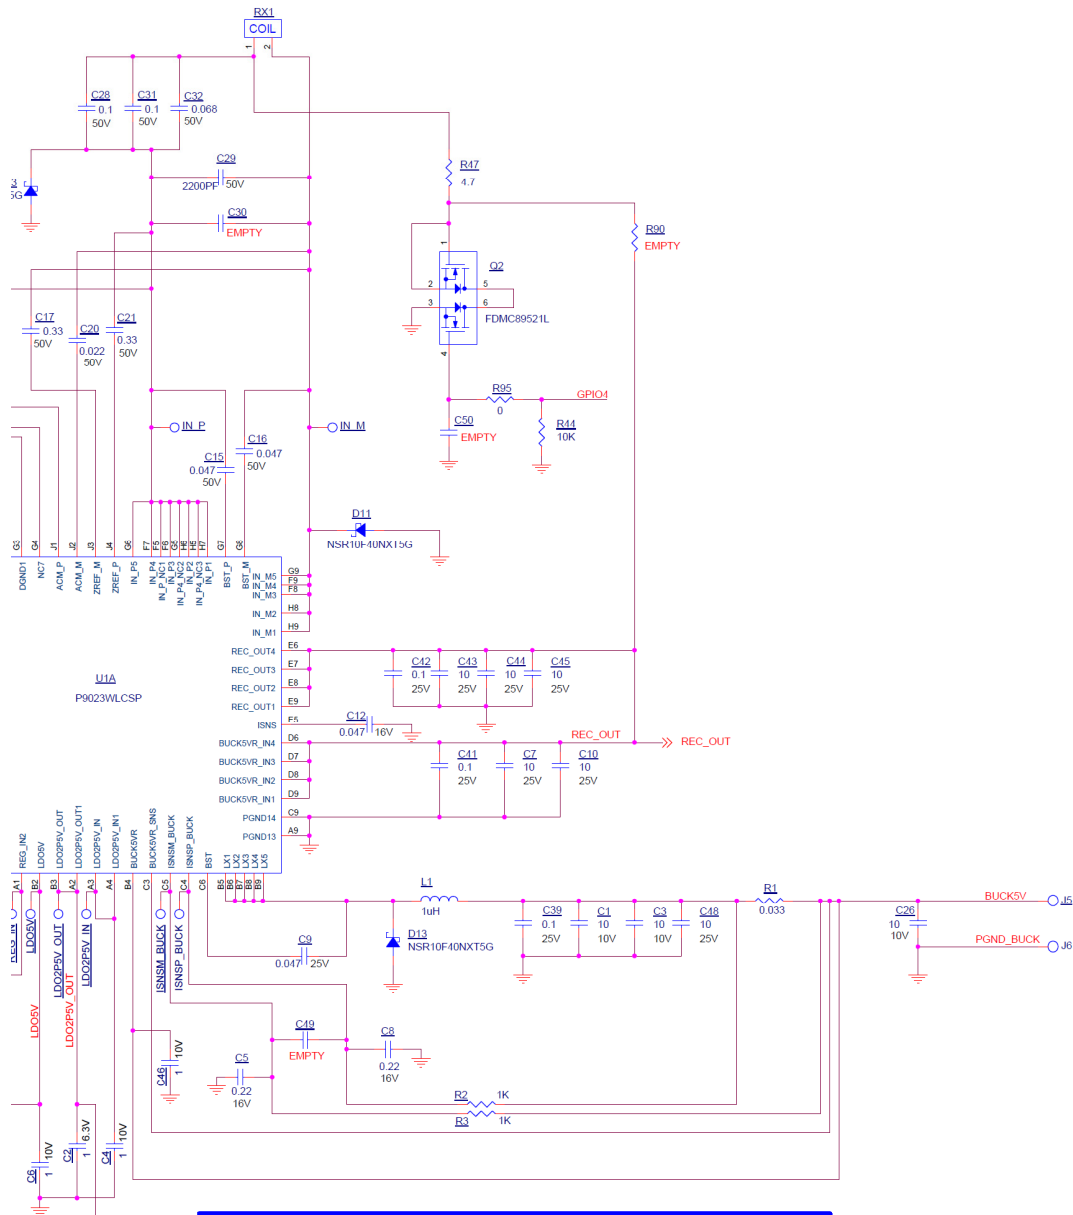 RX1
COIL
1 2
C28 C31 C32
0.1 0.1 0.068
50V 50V 50V
C29
2200PF 50V
C30
EMPTY
5G
R47
4.7
R90
EMPTY
1
Q2
2 5
3 6
FDMC89521L
4
C17 C20 C21
0.33 0.022 0.33
50V 50V 50V
R95
0
GPIO4
C50
EMPTY
R44
10K
IN_P IN_M
C15 C16
0.047 0.047
50V 50V
D11
NSR10F40NXT5G
G3 G4 J1 J2 J3 J4 G6 F7 F5 F6 G5 H6 H5 H7 G7 G8
DGND1 NC7 ACM_P ACM_M ZREF_M ZREF_P IN_P5 IN_P4 IN_P_NC1 IN_P3 IN_P4_NC2 IN_P2 IN_P4_NC3 IN_P1 BST_P BST_M
IN_M5 G9
IN_M4 F9
IN_M3 F8
IN_M2 H8
IN_M1 H9
REC_OUT4 E6
REC_OUT3 E7
REC_OUT2 E8
REC_OUT1 E9
ISNS E5
BUCK5VR_IN4 D6
BUCK5VR_IN3 D7
BUCK5VR_IN2 D8
BUCK5VR_IN1 D9
PGND14 C9
PGND13 A9
U1A
P9023WLCSP
C42 C43 C44 C45
0.1 10 10 10
25V 25V 25V 25V
C12
0.047 16V
REC_OUT REC_OUT
C41 C7 C10
0.1 10 10
25V 25V 25V
REG_IN2 LDO5V LDO2P5V_OUT LDO2P5V_OUT1 LDO2P5V_IN LDO2P5V_IN1 BUCK5VR BUCK5VR_SNS ISNSM_BUCK ISNSP_BUCK BST LX1 LX2 LX3 LX4 LX5
A1 B2 B3 A2 A3 A4 B4 C3 C5 C4 C6 B5 B6 B7 B8 B9
REG_IN LDO5V LDO2P5V_OUT LDO2P5V_IN ISNSM_BUCK ISNSP_BUCK
LDO5V LDO2P5V_OUT
L1
1uH
R1
0.033
BUCK5V J5
PGND_BUCK J6
D13
NSR10F40NXT5G
C39 C1 C3 C48
0.1 10 10 10
25V 10V 10V 25V
C26
10
10V
C9
0.047 25V
C49
EMPTY
C8
0.22
16V
C5
0.22
16V
C46 1 10V
R2 1K
R3 1K
C6 1 10V
C2 1 6.3V
C4 1 10V